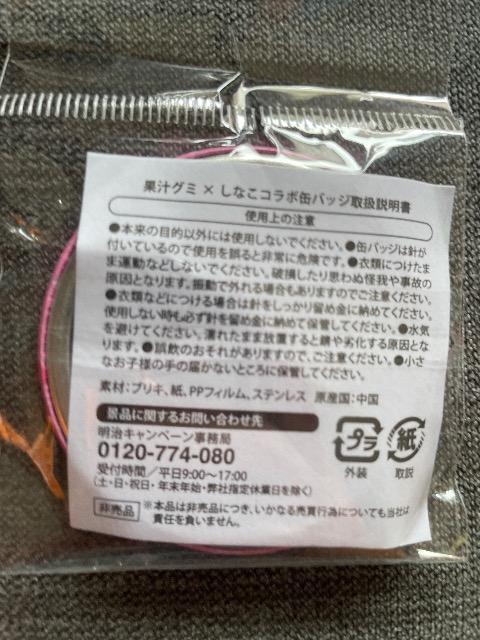 果汁グミ × しなこコラボ缶バッジ取扱説明書
使用上の注意
●本来の目的以外には使用しないでください。●缶バッジは針が
付いているので使用を誤ると非常に危険です。●衣類につけたま
ま運動などしないでください。破損したり思わぬ怪我や事故の
原因となります。振動で外れる場合もありますのでご注意ください。
●衣類などにつける場合は針をしっかり留め金に納めてください。
使用しない時も必ず針を留め金に納めて保管してください。●水気
を避けてください。濡れたまま放置すると錆や劣化する原因とな
ります。●誤飲のおそれがありますので、ご注意ください。●小さ
なお子様の手の届かないところに保管してください。
素材：ブリキ、紙、PPフィルム、ステンレス 原産国：中国
景品に関するお問い合わせ先
明治キャンペーン事務局
0120-774-080
受付時間／平日9:00〜17:00
(土・日・祝日・年末年始・弊社指定休業日を除く)
プラ
外装
紙
取説
非売品 ※本品は非売品につき、いかなる売買行為についても当社は
責任を負いません。